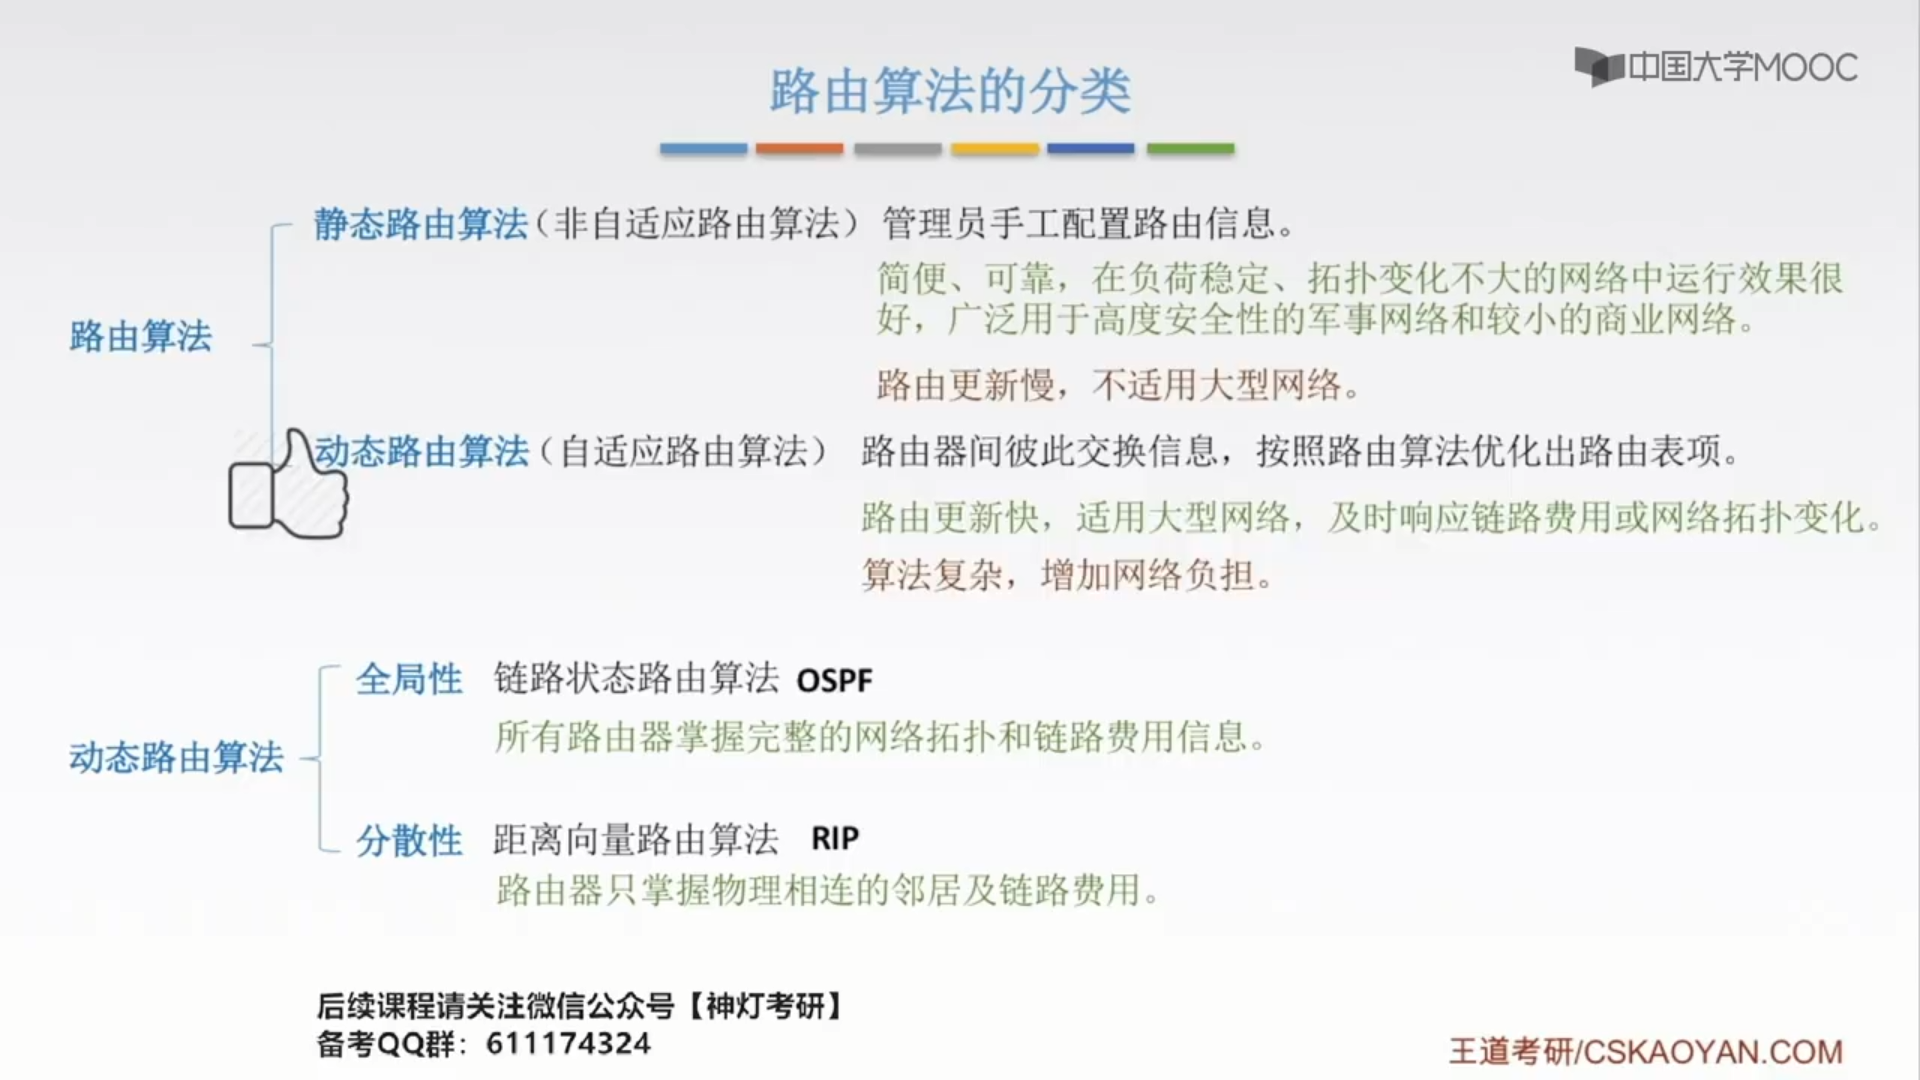 中国大学MOOC
路由算法的分类
静态路由算法（非自适应路由算法） 管理员手工配置路由信息。
简便、可靠，在负荷稳定、拓扑变化不大的网络中运行效果很
好，广泛用于高度安全性的军事网络和较小的商业网络。
路由算法
路由更新慢，不适用大型网络。
动态路由算法（自适应路由算法） 路由器间彼此交换信息，按照路由算法优化出路由表项。
路由更新快，适用大型网络，及时响应链路费用或网络拓扑变化。
算法复杂，增加网络负担。
动态路由算法
全局性 链路状态路由算法 OSPF
所有路由器掌握完整的网络拓扑和链路费用信息。
分散性 距离向量路由算法 RIP
路由器只掌握物理相连的邻居及链路费用。
后续课程请关注微信公众号【神灯考研】
备考QQ群：611174324
王道考研/CSKAOYAN.COM